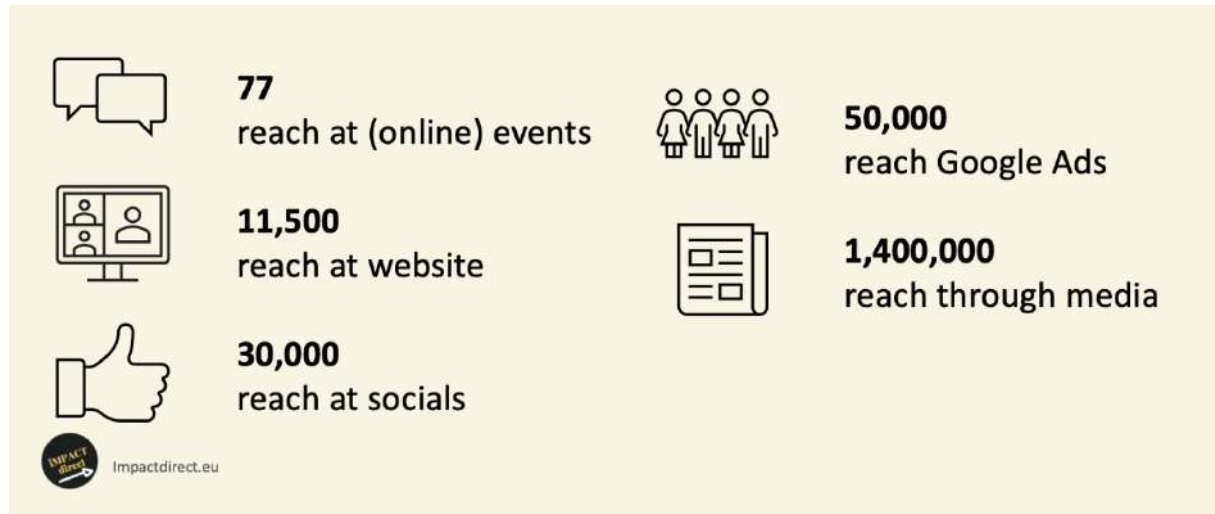 77
reach at (online) events
11,500
reach at website
30,000
reach at socials
50,000
reach Google Ads
1,400,000
reach through media
IMPACT
direct
Impactdirect.eu